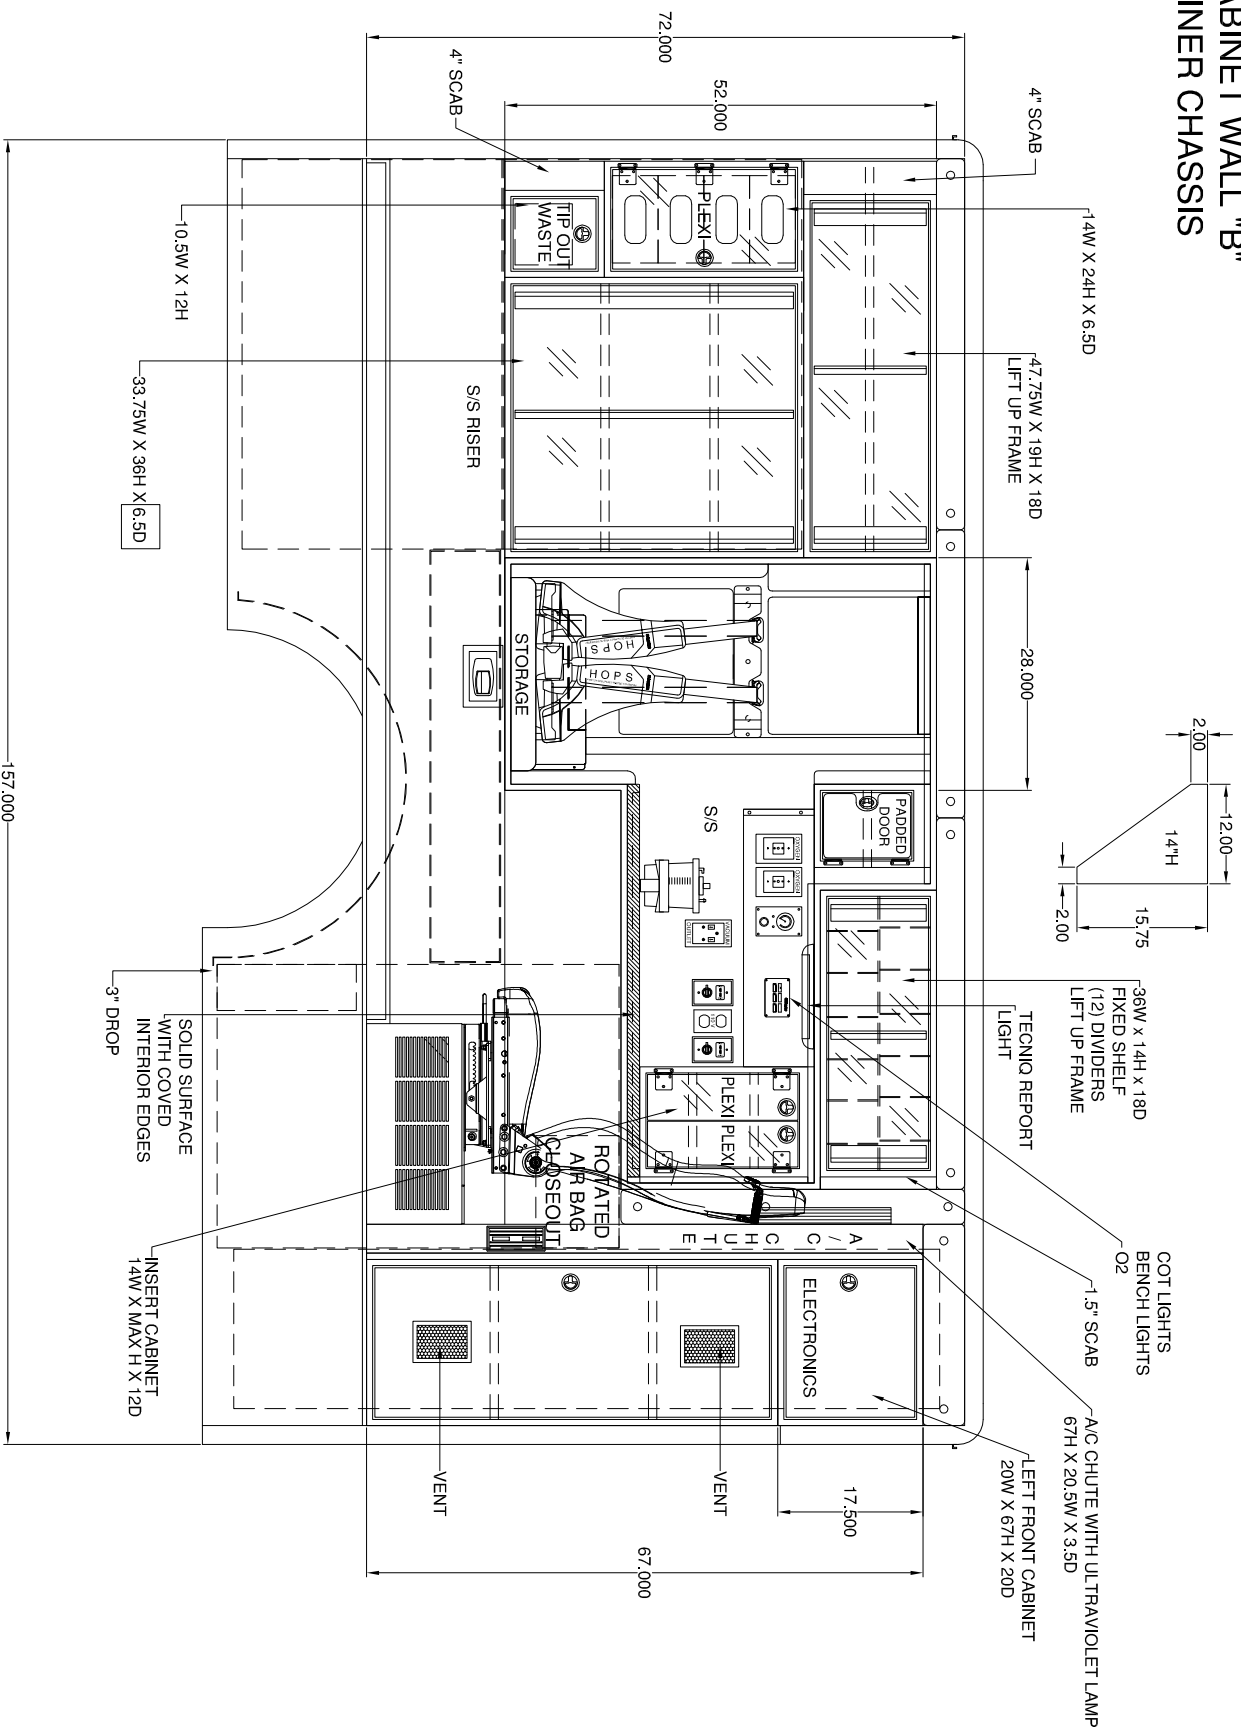 ABINET WALL "B"
INER CHASSIS
72.000
52.000
4" SCAB
4" SCAB
14W X 24H X 6.5D
47.75W X 19H X 18D
LIFT UP FRAME
28.000
2.00
12.00
14"H
15.75
2.00
36W x 14H x 18D
FIXED SHELF
(12) DIVIDERS
LIFT UP FRAME
TECNIQ REPORT
LIGHT
COT LIGHTS
BENCH LIGHTS
O2
1.5" SCAB
A/C CHUTE WITH ULTRAVIOLET LAMP
67H X 20.5W X 3.5D
LEFT FRONT CABINET
20W X 67H X 20D
17.500
67.000
VENT
VENT
PLEXI
TIP OUT
WASTE
10.5W X 12H
33.75W X 36H X 6.5D
S/S RISER
STORAGE
HOPS
HOPS
S/S
PADDED
DOOR
OXYGEN
OXYGEN
VACUUM
OUTLET
PLEXI
PLEXI
ROTATED
AIR BAG
CLOSEOUT
A/C CHUTE
ELECTRONICS
3" DROP
SOLID SURFACE
WITH COVED
INTERIOR EDGES
INSERT CABINET
14W X MAX H X 12D
157.000